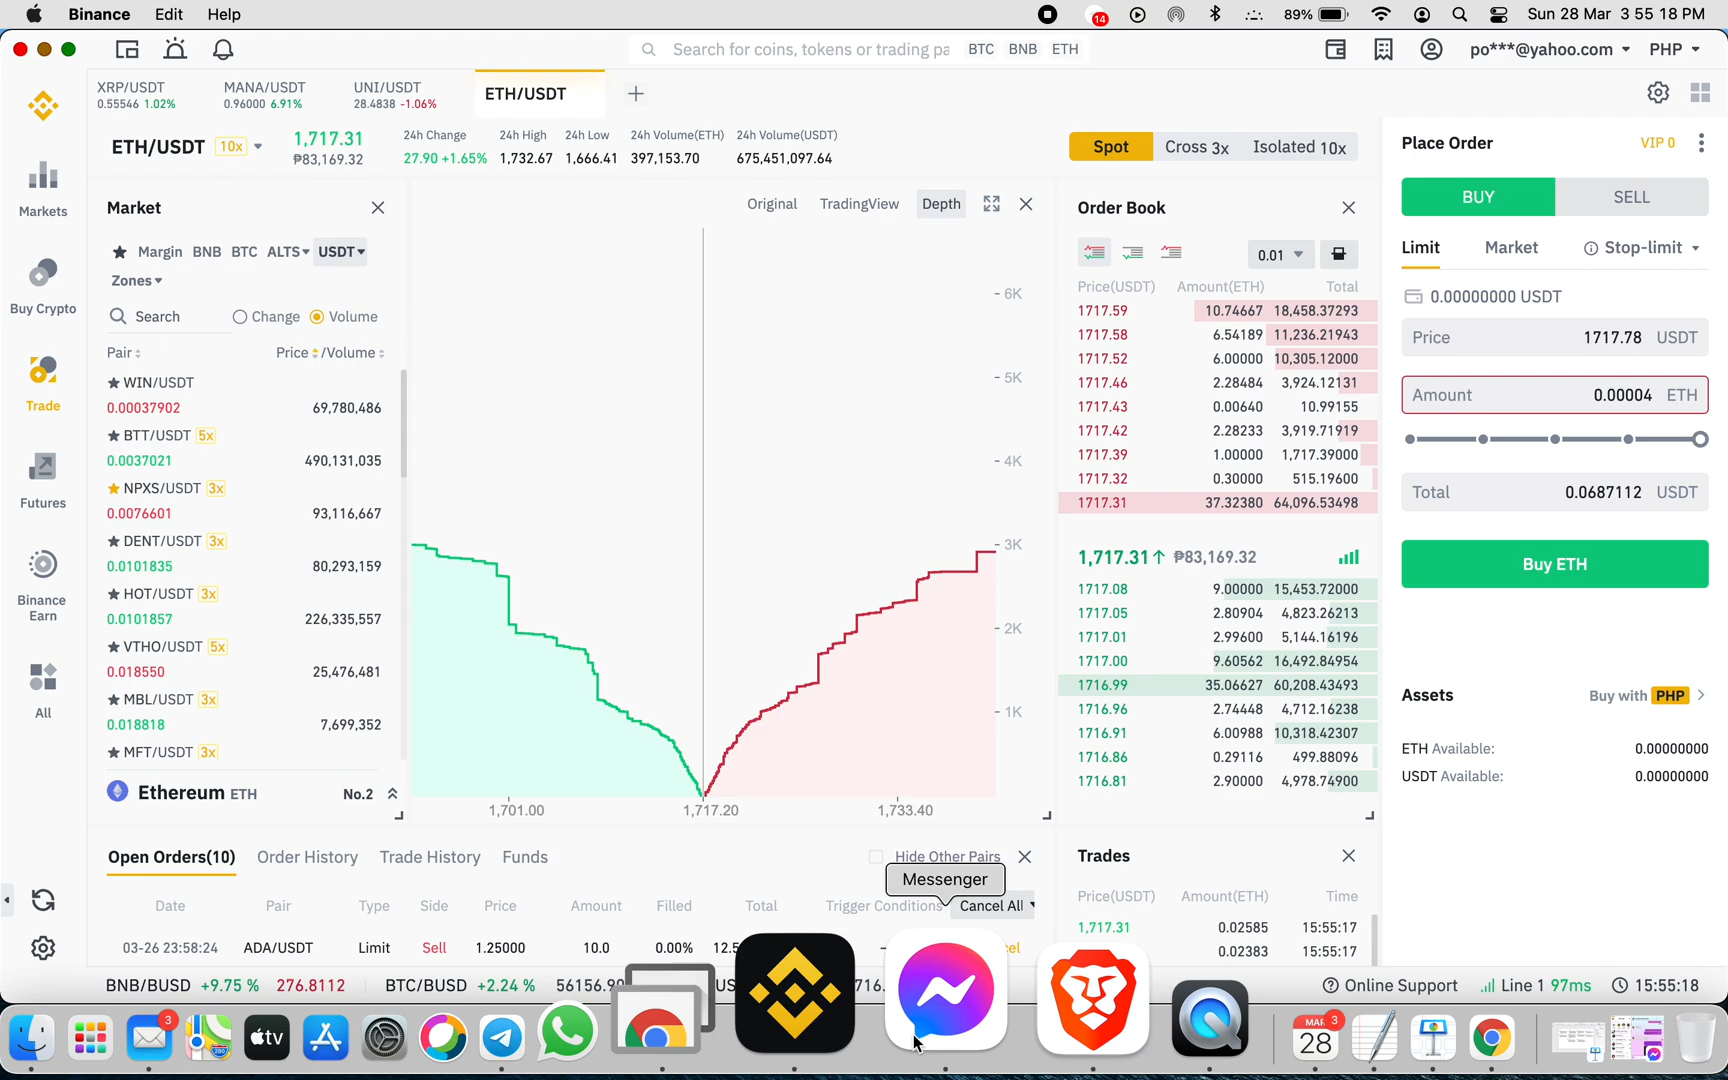 Binance Edit Help 14 89% Sun 28 Mar 3 55 18 PM
Search for coins, tokens or trading pa BTC BNB ETH po***@yahoo.com PHP
XRP/USDT MANA/USDT UNI/USDT ETH/USDT +
0.55546 1.02% 0.96000 6.91% 28.4838 -1.06%
ETH/USDT 10x 1,717.31 24h Change 24h High 24h Low 24h Volume(ETH) 24h Volume(USDT)
₱83,169.32 27.90 +1.65% 1,732.67 1,666.41 397,153.70 675,451,097.64
Spot Cross 3x Isolated 10x
Markets
Buy Crypto
Trade
Futures
Binance
Earn
All
Market
Margin BNB BTC ALTS USDT
Zones
Search Change Volume
Pair Price /Volume
WIN/USDT
0.00037902 69,780,486
BTT/USDT 5x
0.0037021 490,131,035
NPXS/USDT 3x
0.0076601 93,116,667
DENT/USDT 3x
0.0101835 80,293,159
HOT/USDT 3x
0.0101857 226,335,557
VTHO/USDT 5x
0.018550 25,476,481
MBL/USDT 3x
0.018818 7,699,352
MFT/USDT 3x
Ethereum ETH No.2
Original TradingView Depth
6K
5K
4K
3K
2K
1K
1,701.00 1,717.20 1,733.40
Order Book
0.01
Price(USDT) Amount(ETH) Total
1717.59 10.74667 18,458.37293
1717.58 6.54189 11,236.21943
1717.52 6.00000 10,305.12000
1717.46 2.28484 3,924.12131
1717.43 0.00640 10.99155
1717.42 2.28233 3,919.71919
1717.39 1.00000 1,717.39000
1717.32 0.30000 515.19600
1717.31 37.32380 64,096.53498
1,717.31↑ ₱83,169.32
1717.08 9.00000 15,453.72000
1717.05 2.80904 4,823.26213
1717.01 2.99600 5,144.16196
1717.00 9.60562 16,492.84954
1716.99 35.06627 60,208.43493
1716.96 2.74448 4,712.16238
1716.91 6.00988 10,318.42307
1716.86 0.29116 499.88096
1716.81 2.90000 4,978.74900
Place Order VIP 0
BUY SELL
Limit Market Stop-limit
0.00000000 USDT
Price 1717.78 USDT
Amount 0.00004 ETH
Total 0.0687112 USDT
Buy ETH
Assets Buy with PHP
ETH Available: 0.00000000
USDT Available: 0.00000000
Open Orders(10) Order History Trade History Funds Hide Other Pairs
Messenger
Date Pair Type Side Price Amount Filled Total Trigger Conditions Cancel All
03-26 23:58:24 ADA/USDT Limit Sell 1.25000 10.0 0.00% 12.5
Trades
Price(USDT) Amount(ETH) Time
1,717.31 0.02585 15:55:17
0.02383 15:55:17
BNB/BUSD +9.75 % 276.8112 BTC/BUSD +2.24 % Online Support Line 1 97ms 15:55:18
3 280 tv MAR 3 28